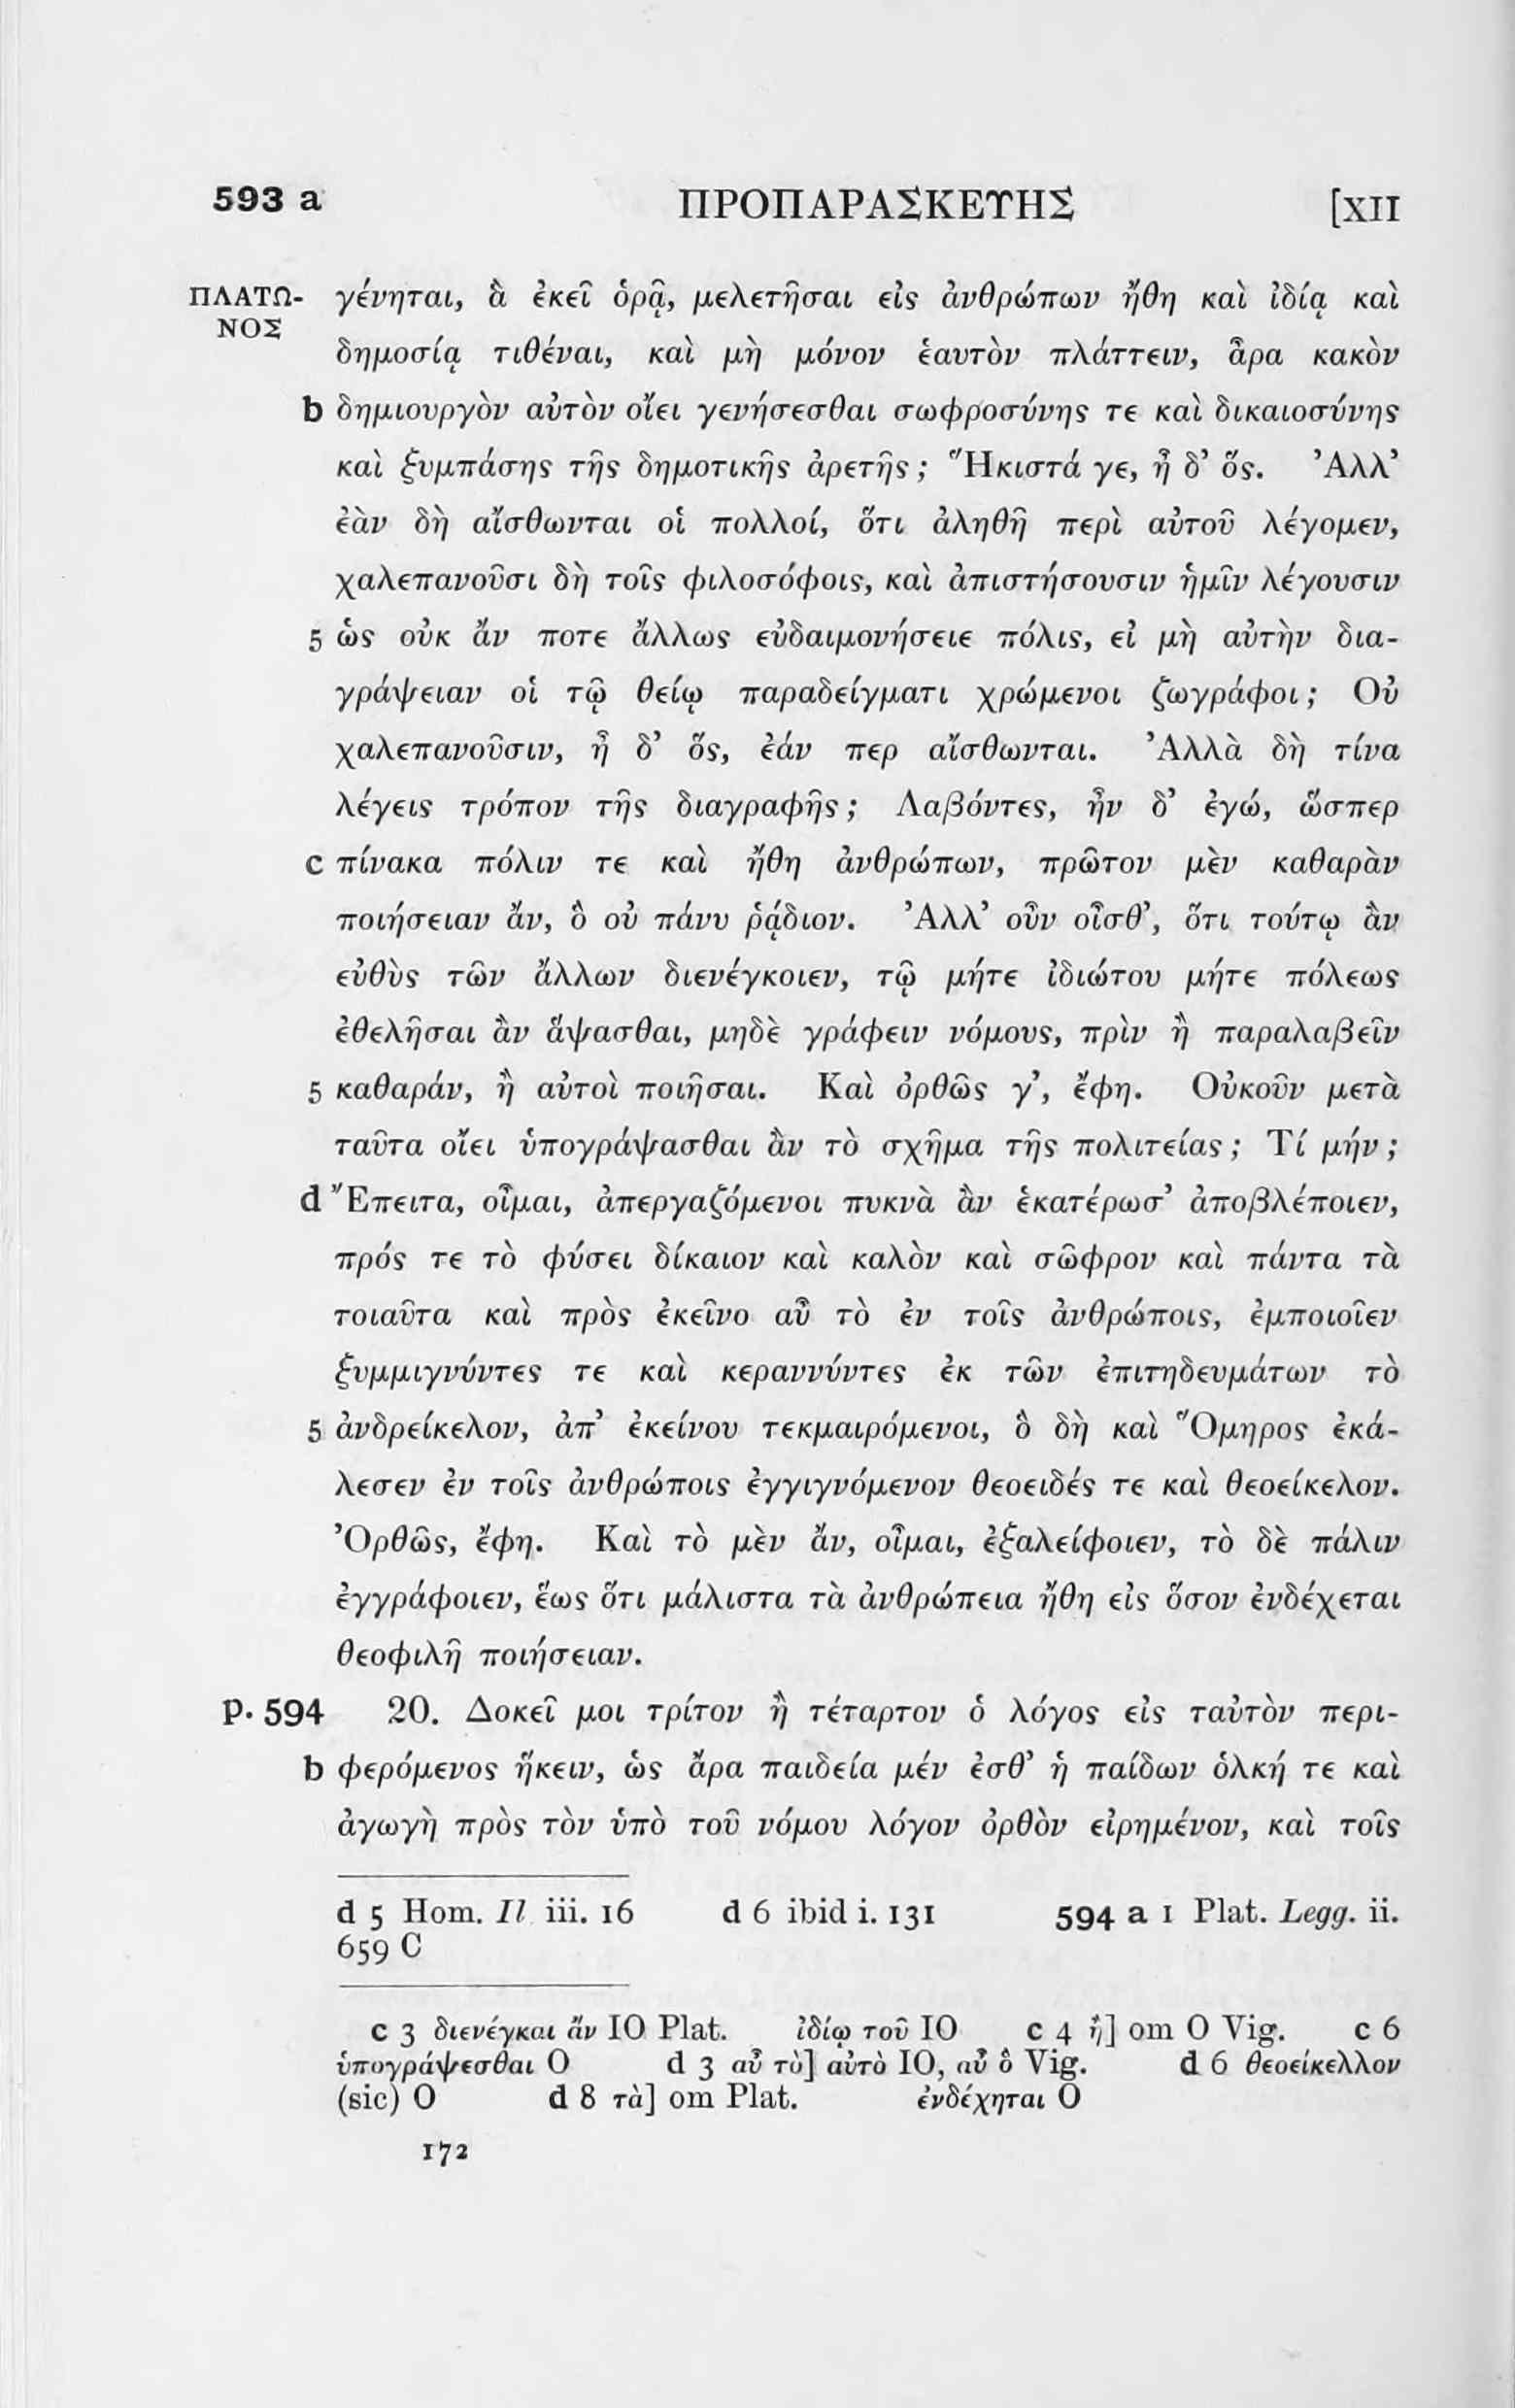 593 a ΠΡΟΠΑΡΑΣΚΕΥΗΣ [XII
ΠΛΑΤΩ- γένηται, ἃ ἐκεῖ ὁρᾷ, μελετῆσαι εἰς ἀνθρώπων ἤθη καὶ ἰδίᾳ καὶ
ΝΟΣ
δημοσίᾳ τιθέναι, καὶ μὴ μόνον ἑαυτὸν πλάττειν, ἆρα κακὸν
b δημιουργὸν αὐτὸν οἴει γενήσεσθαι σωφροσύνης τε καὶ δικαιοσύνης
καὶ ξυμπάσης τῆς δημοτικῆς ἀρετῆς; Ἥκιστά γε, ἦ δ’ ὅς. Ἀλλ’
ἐὰν δὴ αἴσθωνται οἱ πολλοί, ὅτι ἀληθῆ περὶ αὐτοῦ λέγομεν,
χαλεπανοῦσι δὴ τοῖς φιλοσόφοις, καὶ ἀπιστήσουσιν ἡμῖν λέγουσιν
5 ὡς οὐκ ἄν ποτε ἄλλως εὐδαιμονήσειε πόλις, εἰ μὴ αὐτὴν δια-
γράψειαν οἱ τῷ θείῳ παραδείγματι χρώμενοι ζωγράφοι; Οὐ
χαλεπανοῦσιν, ἦ δ’ ὅς, ἐάν περ αἴσθωνται. Ἀλλὰ δὴ τίνα
λέγεις τρόπον τῆς διαγραφῆς; Λαβόντες, ἦν δ’ ἐγώ, ὥσπερ
c πίνακα πόλιν τε καὶ ἤθη ἀνθρώπων, πρῶτον μὲν καθαρὰν
ποιήσειαν ἄν, ὃ οὐ πάνυ ῥᾴδιον. Ἀλλ’ οὖν οἶσθ’, ὅτι τούτῳ ἂν
εὐθὺς τῶν ἄλλων διενέγκοιεν, τῷ μήτε ἰδιώτου μήτε πόλεως
ἐθελῆσαι ἂν ἅψασθαι, μηδὲ γράφειν νόμους, πρὶν ἢ παραλαβεῖν
5 καθαράν, ἢ αὐτοὶ ποιῆσαι. Καὶ ὀρθῶς γ’, ἔφη. Οὐκοῦν μετὰ
ταῦτα οἴει ὑπογράψασθαι ἂν τὸ σχῆμα τῆς πολιτείας; Τί μήν;
d Ἔπειτα, οἶμαι, ἀπεργαζόμενοι πυκνὰ ἂν ἑκατέρωσ’ ἀποβλέποιεν,
πρός τε τὸ φύσει δίκαιον καὶ καλὸν καὶ σῶφρον καὶ πάντα τὰ
τοιαῦτα καὶ πρὸς ἐκεῖνο αὖ τὸ ἐν τοῖς ἀνθρώποις, ἐμποιοῖεν
ξυμμιγνύντες τε καὶ κεραννύντες ἐκ τῶν ἐπιτηδευμάτων τὸ
5 ἀνδρείκελον, ἀπ’ ἐκείνου τεκμαιρόμενοι, ὃ δὴ καὶ Ὅμηρος ἐκά-
λεσεν ἐν τοῖς ἀνθρώποις ἐγγιγνόμενον θεοειδές τε καὶ θεοείκελον.
Ὀρθῶς, ἔφη. Καὶ τὸ μὲν ἄν, οἶμαι, ἐξαλείφοιεν, τὸ δὲ πάλιν
ἐγγράφοιεν, ἕως ὅτι μάλιστα τὰ ἀνθρώπεια ἤθη εἰς ὅσον ἐνδέχεται
θεοφιλῆ ποιήσειαν.
p. 594 20. Δοκεῖ μοι τρίτον ἢ τέταρτον ὁ λόγος εἰς ταὐτὸν περι-
b φερόμενος ἥκειν, ὡς ἄρα παιδεία μέν ἐσθ’ ἡ παίδων ὁλκή τε καὶ
ἀγωγὴ πρὸς τὸν ὑπὸ τοῦ νόμου λόγον ὀρθὸν εἰρημένον, καὶ τοῖς
d 5 Hom. Il. iii. 16 d 6 ibid i. 131 594 a 1 Plat. Legg. ii.
659 C
c 3 διενέγκαι ἄν IO Plat. ἰδίῳ τοῦ IO c 4 ἢ] om O Vig. c 6
ὑπογράψεσθαι O d 3 αὖ τὸ] αὐτὸ IO, αὖ ὃ Vig. d 6 θεοείκελλον
(sic) O d 8 τὰ] om Plat. ἐνδέχηται O
172